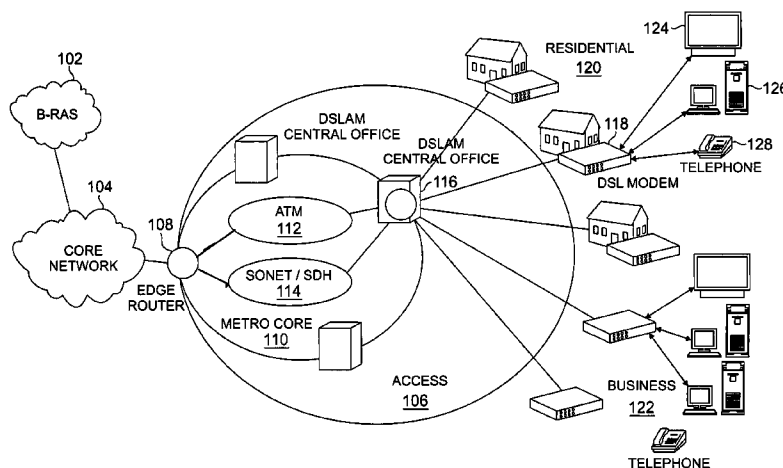 102
B-RAS
104
CORE
NETWORK
108
EDGE
ROUTER
DSLAM
CENTRAL OFFICE
DSLAM
CENTRAL OFFICE
116
ATM
112
SONET / SDH
114
METRO CORE
110
ACCESS
106
RESIDENTIAL
120
118
DSL MODEM
124
126
128
TELEPHONE
BUSINESS
122
TELEPHONE